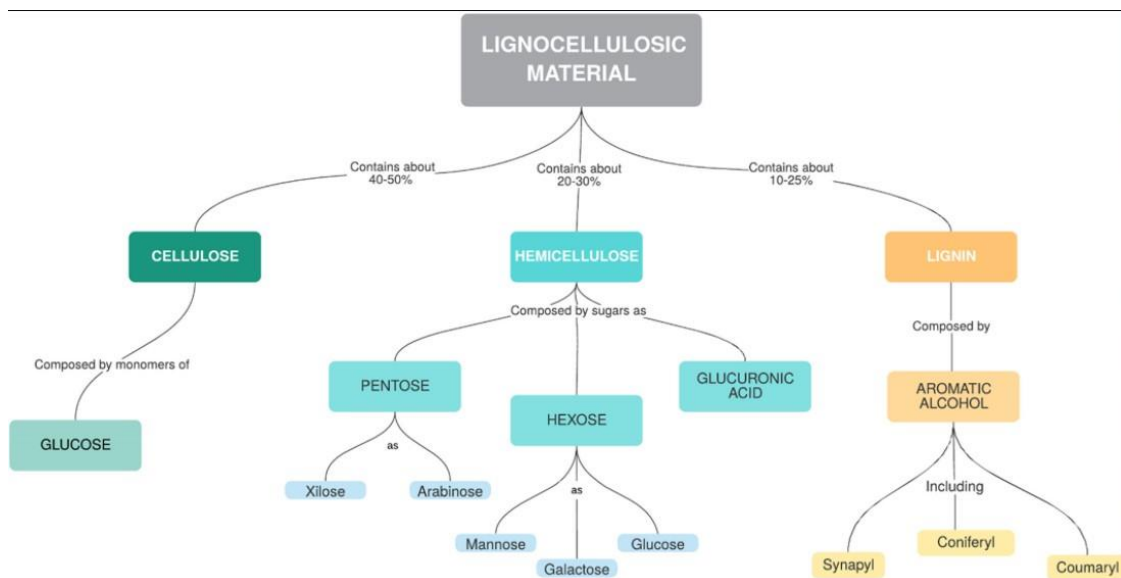 LIGNOCELLULOSIC
MATERIAL
Contains about
40-50%
Contains about
20-30%
Contains about
10-25%
CELLULOSE
HEMICELLULOSE
LIGNIN
Composed by monomers of
Composed by sugars as
Composed by
GLUCOSE
PENTOSE
HEXOSE
GLUCURONIC
ACID
AROMATIC
ALCOHOL
as
Xilose
Arabinose
as
Mannose
Galactose
Glucose
Including
Synapyl
Coniferyl
Coumaryl